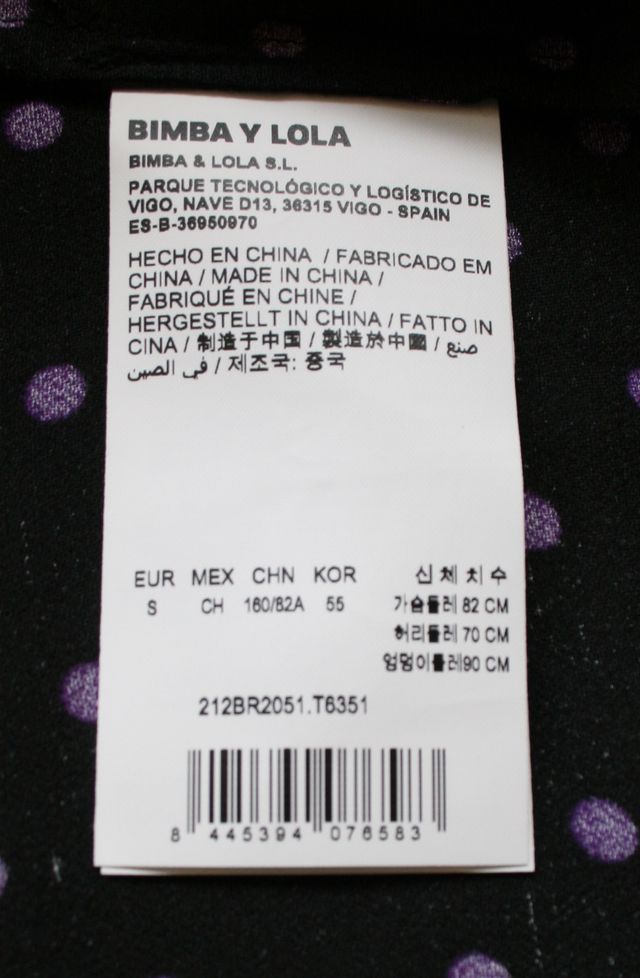 BIMBA Y LOLA
BIMBA & LOLA S.L.
PARQUE TECNOLÓGICO Y LOGÍSTICO DE
VIGO, NAVE D13, 36315 VIGO - SPAIN
ES-B-36950970
HECHO EN CHINA / FABRICADO EM
CHINA / MADE IN CHINA /
FABRIQUÉ EN CHINE /
HERGESTELLT IN CHINA / FATTO IN
CINA / 制造于中国 / 製造於中國 / صنع
في الصين / 제조국: 중국
EUR MEX CHN KOR 신체치수
S CH 160/82A 55 가슴둘레 82 CM
허리둘레 70 CM
엉덩이둘레90 CM
212BR2051.T6351
8 445394 076583